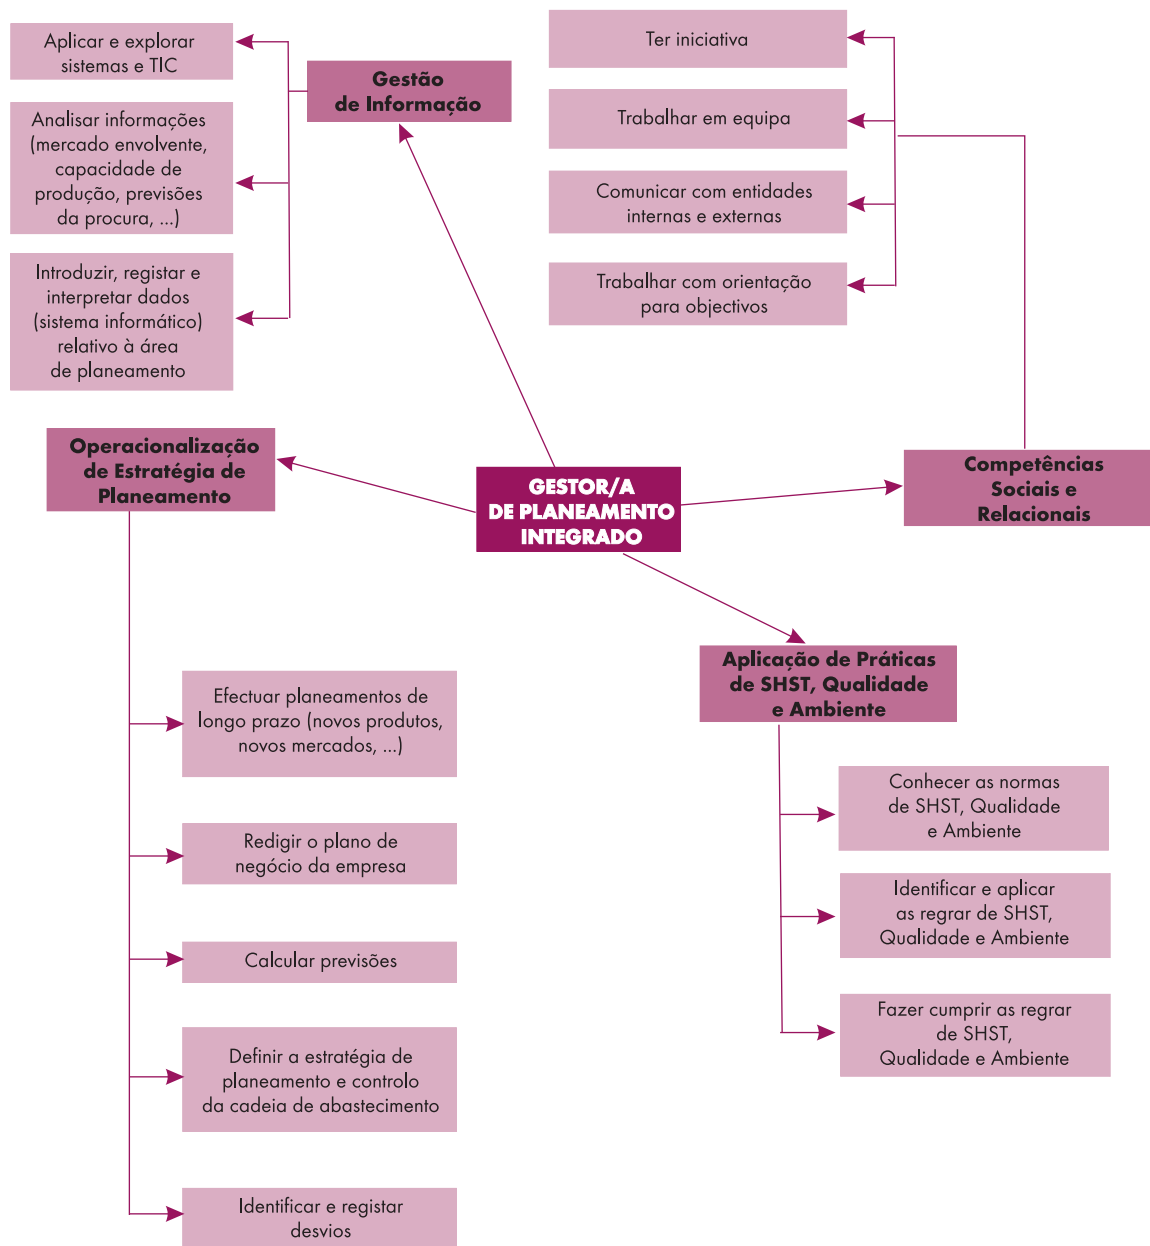 Aplicar e explorar
sistemas e TIC
Analisar informações
(mercado envolvente,
capacidade de
produção, previsões
da procura, ...)
Introduzir, registar e
interpretar dados
(sistema informático)
relativo à área
de planeamento
Gestão
de Informação
Ter iniciativa
Trabalhar em equipa
Comunicar com entidades
internas e externas
Trabalhar com orientação
para objectivos
Operacionalização
de Estratégia de
Planeamento
GESTOR/A
DE PLANEAMENTO
INTEGRADO
Competências
Sociais e
Relacionais
Efectuar planeamentos de
longo prazo (novos produtos,
novos mercados, ...)
Redigir o plano de
negócio da empresa
Calcular previsões
Definir a estratégia de
planeamento e controlo
da cadeia de abastecimento
Identificar e registar
desvios
Aplicação de Práticas
de SHST, Qualidade
e Ambiente
Conhecer as normas
de SHST, Qualidade
e Ambiente
Identificar e aplicar
as regrar de SHST,
Qualidade e Ambiente
Fazer cumprir as regrar
de SHST,
Qualidade e Ambiente